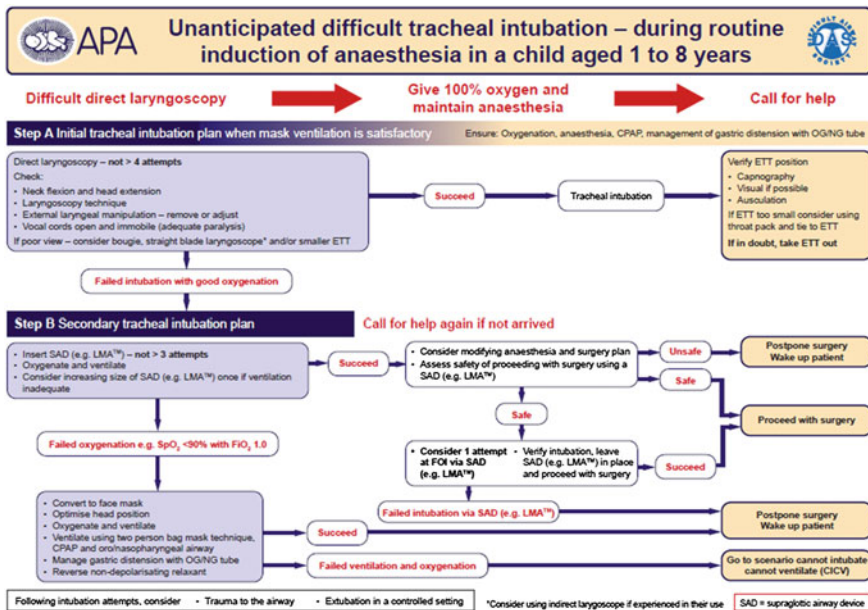 APA
Unanticipated difficult tracheal intubation – during routine
induction of anaesthesia in a child aged 1 to 8 years
DIFFICULT AIRWAY
DAS
SOCIETY
Difficult direct laryngoscopy
Give 100% oxygen and
maintain anaesthesia
Call for help
Step A Initial tracheal intubation plan when mask ventilation is satisfactory
Ensure: Oxygenation, anaesthesia, CPAP, management of gastric distension with OG/NG tube
Direct laryngoscopy – not > 4 attempts
Check:
• Neck flexion and head extension
• Laryngoscopy technique
• External laryngeal manipulation – remove or adjust
• Vocal cords open and immobile (adequate paralysis)
If poor view – consider bougie, straight blade laryngoscope* and/or smaller ETT
Succeed
Tracheal intubation
Verify ETT position
• Capnography
• Visual if possible
• Ausculation
If ETT too small consider using
throat pack and tie to ETT
If in doubt, take ETT out
Failed intubation with good oxygenation
Step B Secondary tracheal intubation plan
Call for help again if not arrived
• Insert SAD (e.g. LMA™) – not > 3 attempts
• Oxygenate and ventilate
• Consider increasing size of SAD (e.g. LMA™) once if ventilation
inadequate
Succeed
• Consider modifying anaesthesia and surgery plan
• Assess safety of proceeding with surgery using a
SAD (e.g. LMA™)
Unsafe
Postpone surgery
Wake up patient
Safe
Proceed with surgery
Safe
Failed oxygenation e.g. SpO₂ <90% with FiO₂ 1.0
• Consider 1 attempt
at FOI via SAD
(e.g. LMA™)
• Verify intubation, leave
SAD (e.g. LMA™) in place
and proceed with surgery
Succeed
Failed intubation via SAD (e.g. LMA™)
• Convert to face mask
• Optimise head position
• Oxygenate and ventilate
• Ventilate using two person bag mask technique,
CPAP and oro/nasopharyngeal airway
• Manage gastric distension with OG/NG tube
• Reverse non-depolarising relaxant
Succeed
Postpone surgery
Wake up patient
Failed ventilation and oxygenation
Go to scenario cannot intubate
cannot ventilate (CICV)
Following intubation attempts, consider • Trauma to the airway • Extubation in a controlled setting
*Consider using indirect larygoscope if experienced in their use
SAD = supraglottic airway device